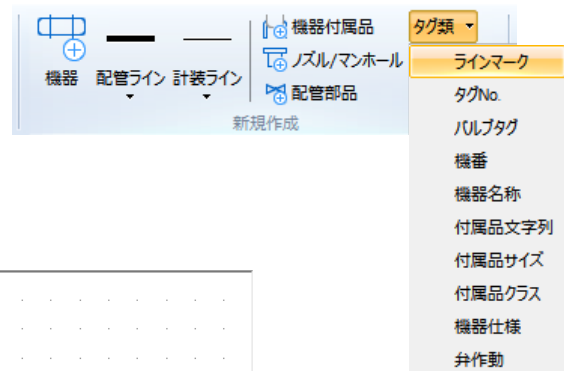 機器
配管ライン
計装ライン
機器付属品
ノズル/マンホール
配管部品
新規作成
タグ類
ラインマーク
タグNo.
バルブタグ
機番
機器名称
付属品文字列
付属品サイズ
付属品クラス
機器仕様
弁作動